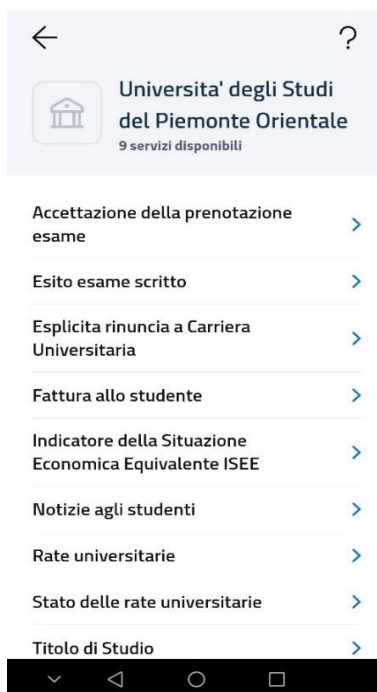 ?
Universita' degli Studi
del Piemonte Orientale
9 servizi disponibili
Accettazione della prenotazione
esame
Esito esame scritto
Esplicita rinuncia a Carriera
Universitaria
Fattura allo studente
Indicatore della Situazione
Economica Equivalente ISEE
Notizie agli studenti
Rate universitarie
Stato delle rate universitarie
Titolo di Studio